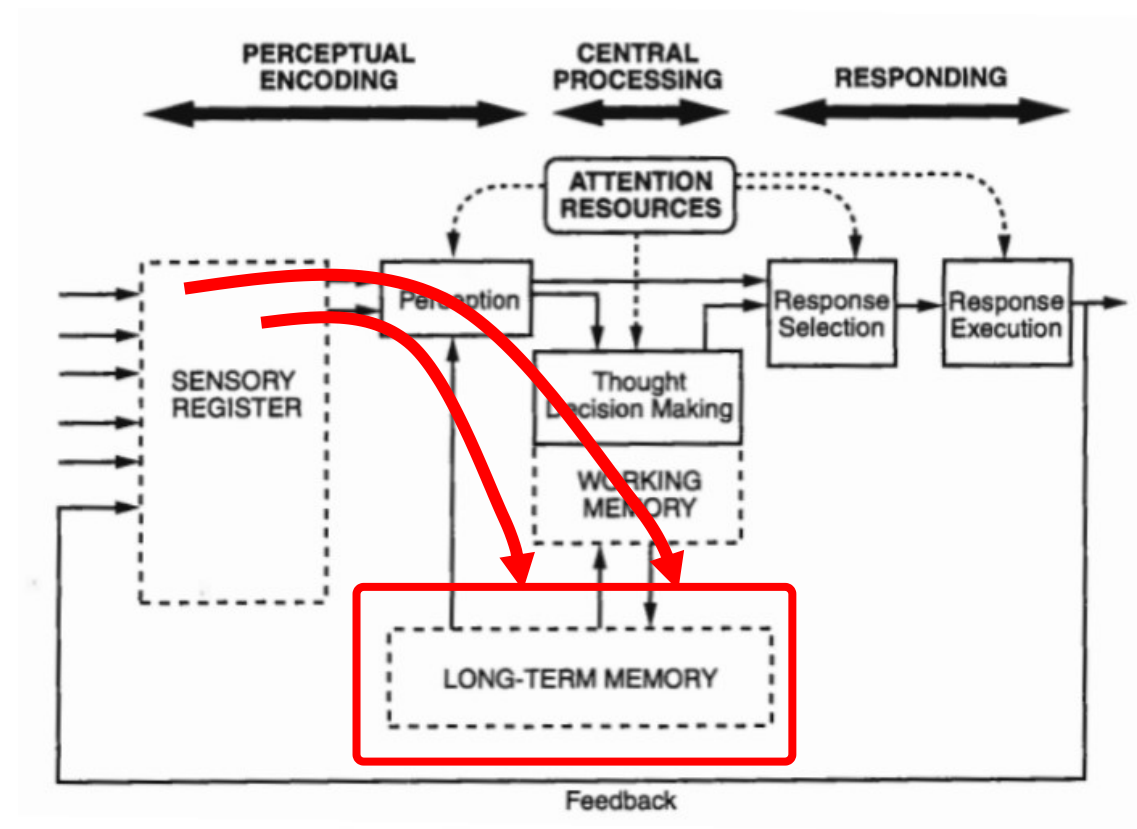 PERCEPTUAL
ENCODING
CENTRAL
PROCESSING
RESPONDING
ATTENTION
RESOURCES
Perception
Response
Selection
Response
Execution
SENSORY
REGISTER
Thought
Decision Making
WORKING
MEMORY
LONG-TERM MEMORY
Feedback